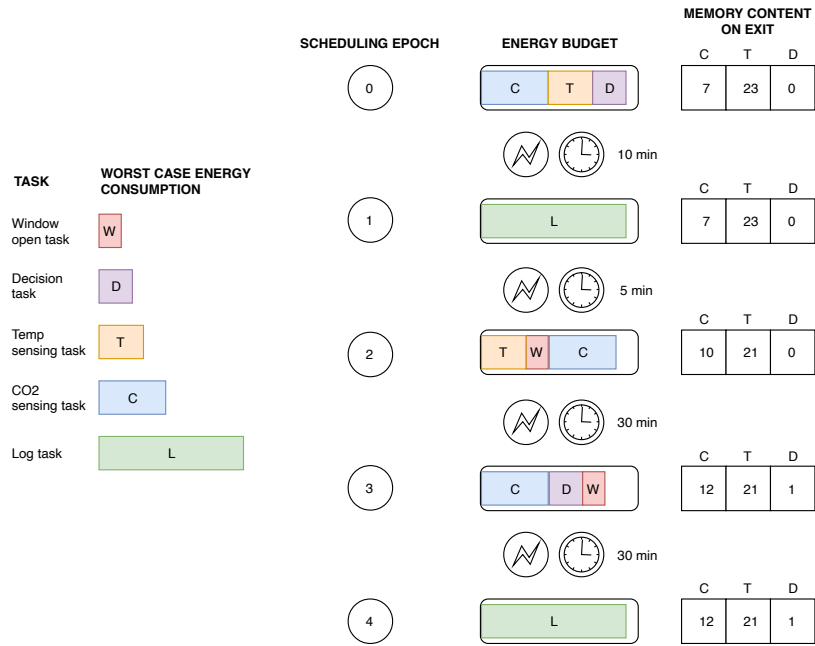 MEMORY CONTENT
ON EXIT
SCHEDULING EPOCH
ENERGY BUDGET
C T D
0
C T D
7 23 0
10 min
TASK
WORST CASE ENERGY
CONSUMPTION
C T D
1
L
7 23 0
Window
open task
W
Decision
task
D
5 min
Temp
sensing task
T
C T D
2
T W C
10 21 0
CO2
sensing task
C
30 min
Log task
L
C T D
3
C D W
12 21 1
30 min
C T D
4
L
12 21 1